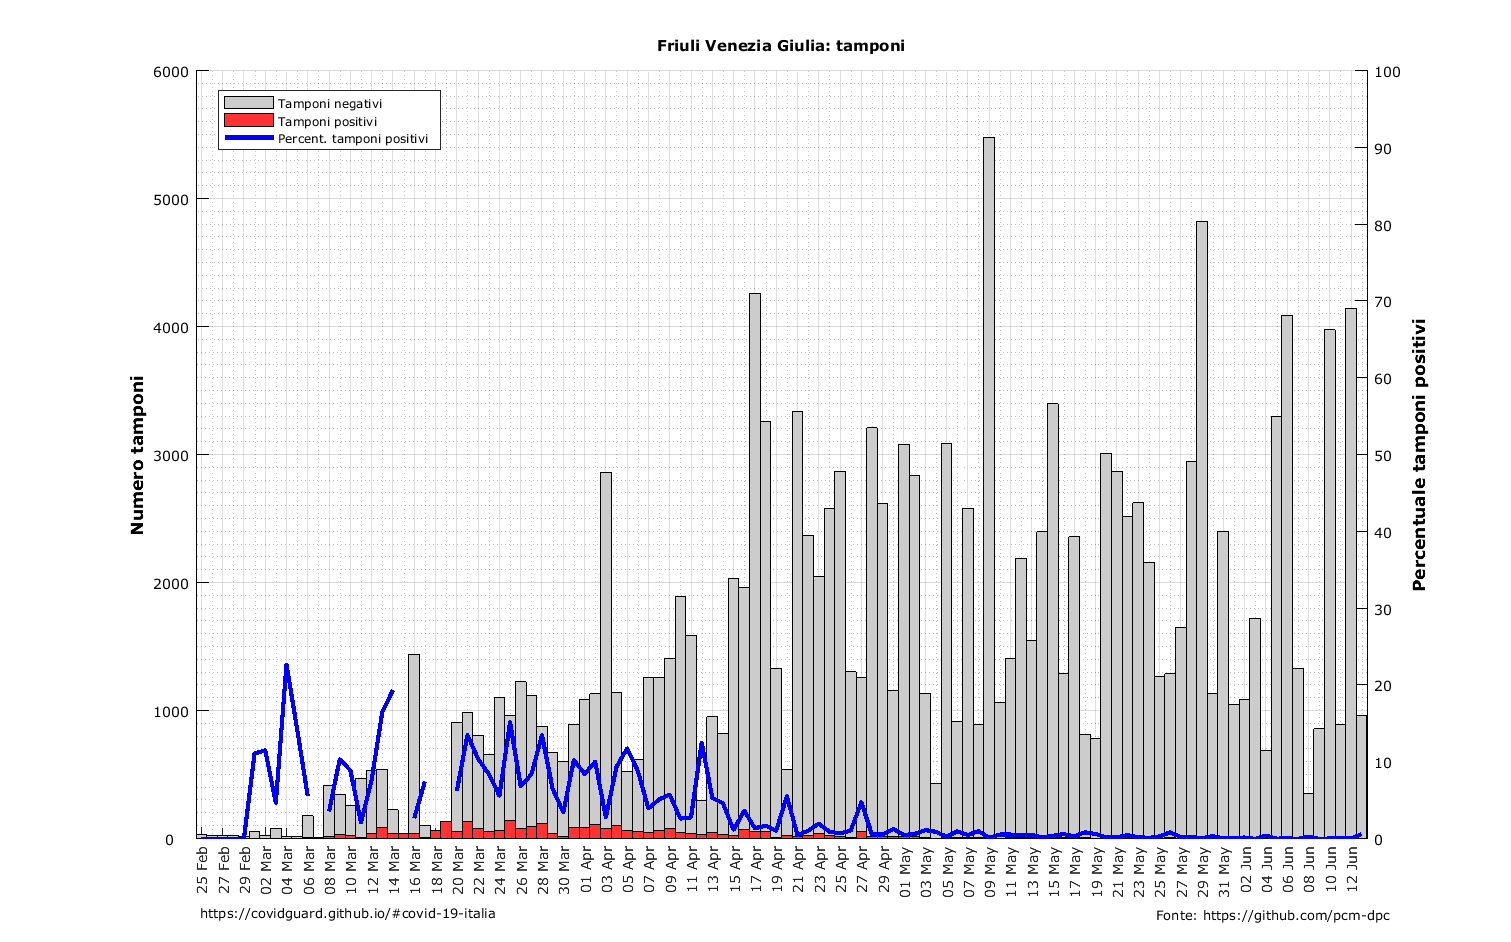 Friuli Venezia Giulia: tamponi
Tamponi negativi
Tamponi positivi
Percent. tamponi positivi
Numero tamponi
6000
5000
4000
3000
2000
1000
0
Percentuale tamponi positivi
100
90
80
70
60
50
40
30
20
10
0
25 Feb
27 Feb
29 Feb
02 Mar
04 Mar
06 Mar
08 Mar
10 Mar
12 Mar
14 Mar
16 Mar
18 Mar
20 Mar
22 Mar
24 Mar
26 Mar
28 Mar
30 Mar
01 Apr
03 Apr
05 Apr
07 Apr
09 Apr
11 Apr
13 Apr
15 Apr
17 Apr
19 Apr
21 Apr
23 Apr
25 Apr
27 Apr
29 Apr
01 May
03 May
05 May
07 May
09 May
11 May
13 May
15 May
17 May
19 May
21 May
23 May
25 May
27 May
29 May
31 May
02 Jun
04 Jun
06 Jun
08 Jun
10 Jun
12 Jun
https://covidguard.github.io/#covid-19-italia
Fonte: https://github.com/pcm-dpc